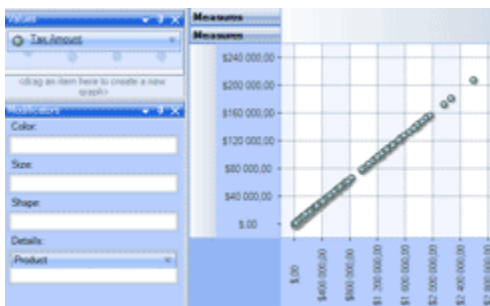 Values
Tax Amount
<drag an item here to create a new
graph>
Modificators
Color:
Size:
Shape:
Details:
Product
Measures
Measures
$240 000,00
$200 000,00
$160 000,00
$120 000,00
$80 000,00
$40 000,00
$,00
$,00
$400 000,00
$800 000,00
$1 200 000,00
$1 600 000,00
$2 000 000,00
$2 400 000,00